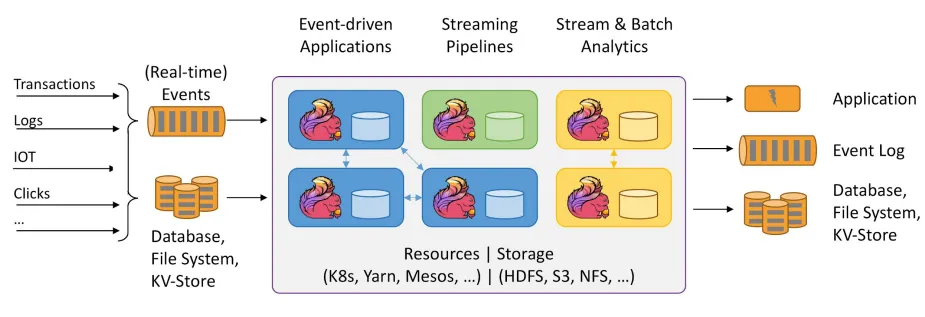 Event-driven
Applications
Streaming
Pipelines
Stream & Batch
Analytics
Transactions
Logs
IOT
Clicks
...
(Real-time)
Events
Database,
File System,
KV-Store
Resources | Storage
(K8s, Yarn, Mesos, ...) | (HDFS, S3, NFS, ...)
Application
Event Log
Database,
File System,
KV-Store